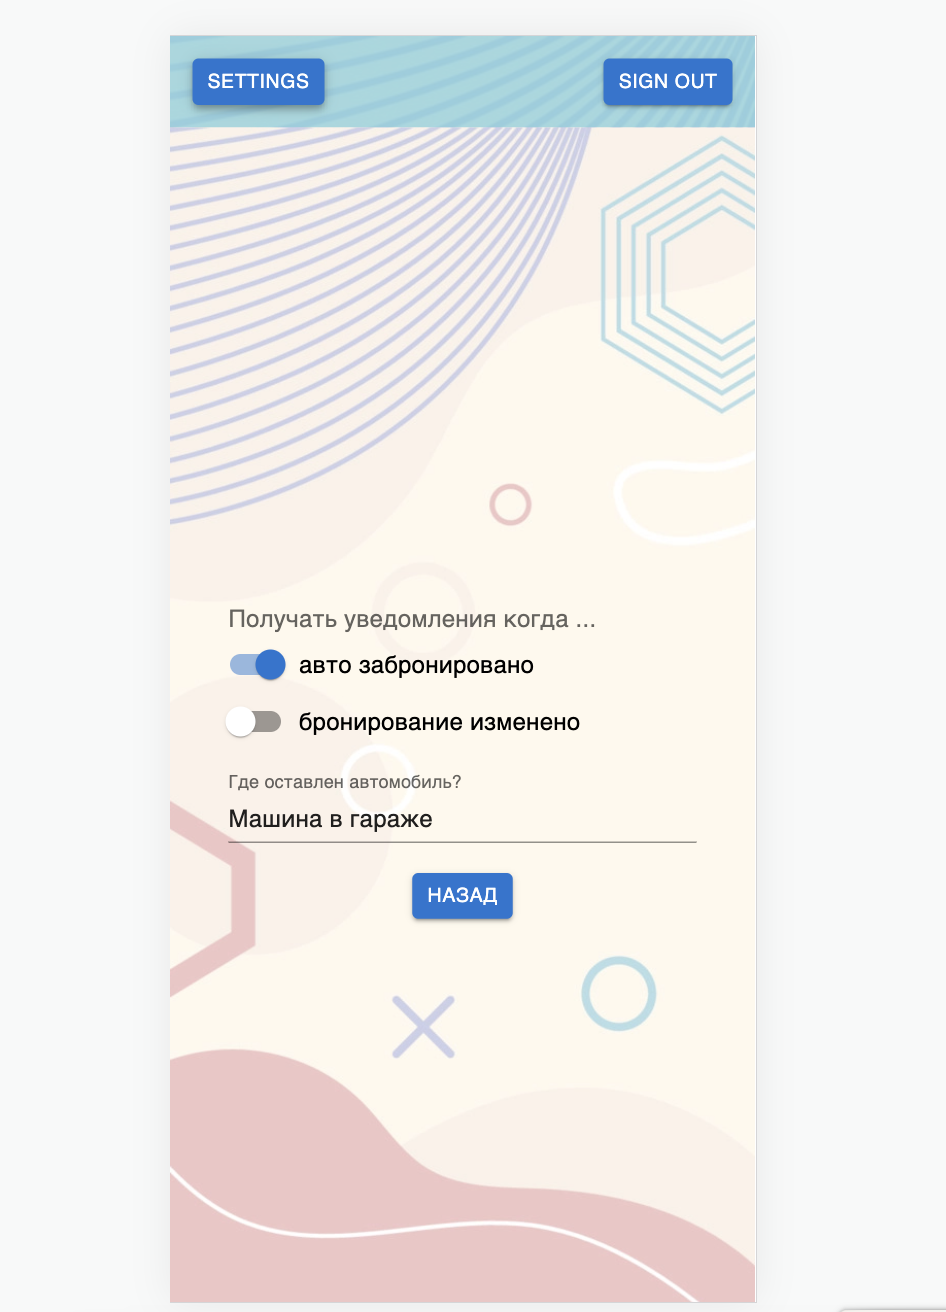 SETTINGS
SIGN OUT
Получать уведомления когда ...
авто забронировано
бронирование изменено
Где оставлен автомобиль?
Машина в гараже
НАЗАД